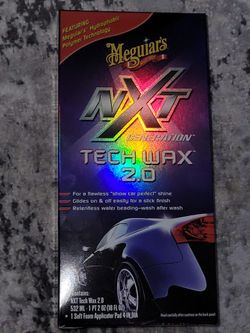 FEATURING
Meguiar's Hydrophobic
Polymer Technology
Meguiar's
NXT
GENERATION
TECH WAX
2.0
• For a flawless "show car perfect" shine
• Glides on & off easily for a slick finish
• Relentless water beading—wash after wash
Contains:
NXT Tech Wax 2.0
532 ML · 1 PT 2 OZ (18 Fl. OZ)
1 Soft Foam Applicator Pad